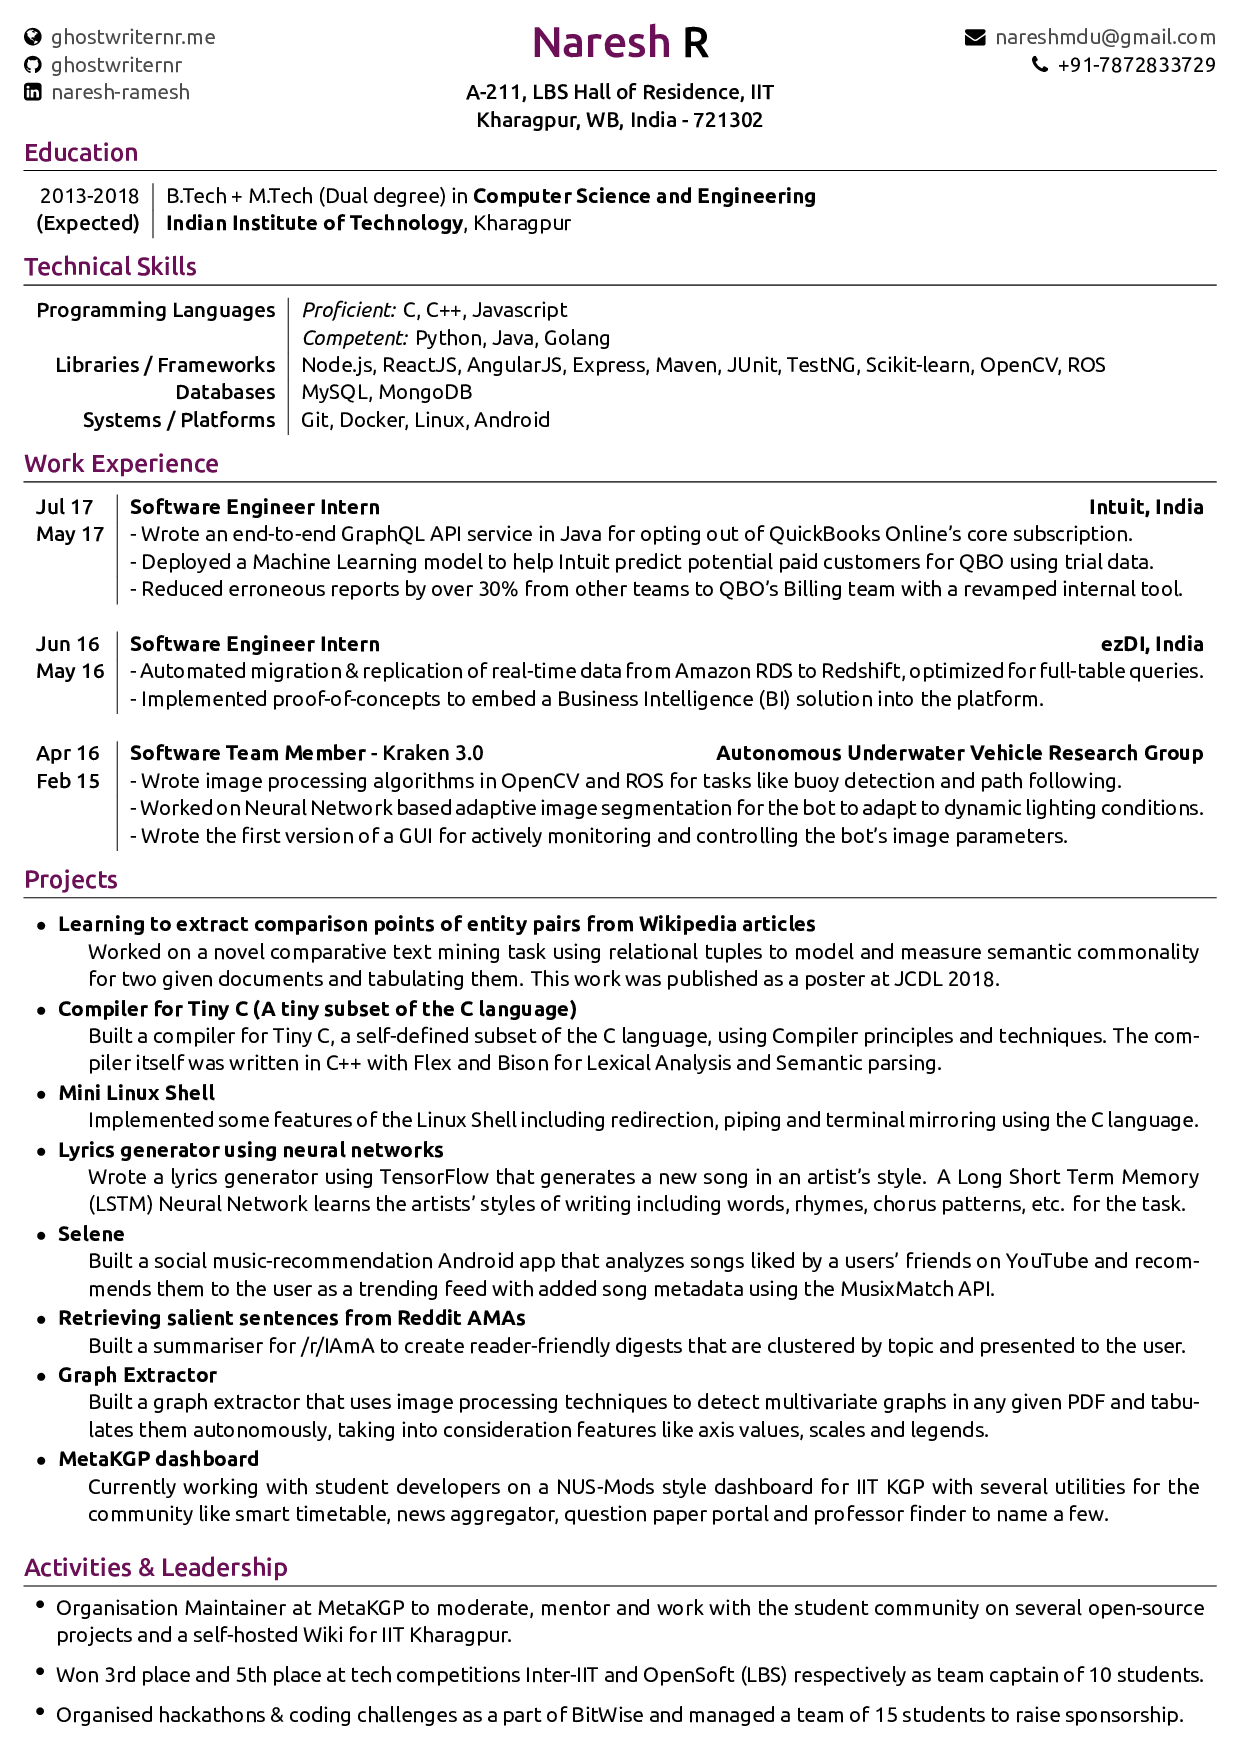 ghostwriternr.me
ghostwriternr
naresh-ramesh
Naresh R
A-211, LBS Hall of Residence, IIT
Kharagpur, WB, India - 721302
nareshmdu@gmail.com
+91-7872833729
Education
2013-2018 B.Tech + M.Tech (Dual degree) in Computer Science and Engineering
(Expected) Indian Institute of Technology, Kharagpur
Technical Skills
Programming Languages Proficient: C, C++, Javascript
Competent: Python, Java, Golang
Libraries / Frameworks Node.js, ReactJS, AngularJS, Express, Maven, JUnit, TestNG, Scikit-learn, OpenCV, ROS
Databases MySQL, MongoDB
Systems / Platforms Git, Docker, Linux, Android
Work Experience
Jul 17 Software Engineer Intern Intuit, India
May 17 - Wrote an end-to-end GraphQL API service in Java for opting out of QuickBooks Online's core subscription.
- Deployed a Machine Learning model to help Intuit predict potential paid customers for QBO using trial data.
- Reduced erroneous reports by over 30% from other teams to QBO's Billing team with a revamped internal tool.
Jun 16 Software Engineer Intern ezDI, India
May 16 - Automated migration & replication of real-time data from Amazon RDS to Redshift, optimized for full-table queries.
- Implemented proof-of-concepts to embed a Business Intelligence (BI) solution into the platform.
Apr 16 Software Team Member - Kraken 3.0 Autonomous Underwater Vehicle Research Group
Feb 15 - Wrote image processing algorithms in OpenCV and ROS for tasks like buoy detection and path following.
- Worked on Neural Network based adaptive image segmentation for the bot to adapt to dynamic lighting conditions.
- Wrote the first version of a GUI for actively monitoring and controlling the bot's image parameters.
Projects
• Learning to extract comparison points of entity pairs from Wikipedia articles
Worked on a novel comparative text mining task using relational tuples to model and measure semantic commonality
for two given documents and tabulating them. This work was published as a poster at JCDL 2018.
• Compiler for Tiny C (A tiny subset of the C language)
Built a compiler for Tiny C, a self-defined subset of the C language, using Compiler principles and techniques. The com-
piler itself was written in C++ with Flex and Bison for Lexical Analysis and Semantic parsing.
• Mini Linux Shell
Implemented some features of the Linux Shell including redirection, piping and terminal mirroring using the C language.
• Lyrics generator using neural networks
Wrote a lyrics generator using TensorFlow that generates a new song in an artist's style. A Long Short Term Memory
(LSTM) Neural Network learns the artists' styles of writing including words, rhymes, chorus patterns, etc. for the task.
• Selene
Built a social music-recommendation Android app that analyzes songs liked by a users' friends on YouTube and recom-
mends them to the user as a trending feed with added song metadata using the MusixMatch API.
• Retrieving salient sentences from Reddit AMAs
Built a summariser for /r/IAmA to create reader-friendly digests that are clustered by topic and presented to the user.
• Graph Extractor
Built a graph extractor that uses image processing techniques to detect multivariate graphs in any given PDF and tabu-
lates them autonomously, taking into consideration features like axis values, scales and legends.
• MetaKGP dashboard
Currently working with student developers on a NUS-Mods style dashboard for IIT KGP with several utilities for the
community like smart timetable, news aggregator, question paper portal and professor finder to name a few.
Activities & Leadership
• Organisation Maintainer at MetaKGP to moderate, mentor and work with the student community on several open-source
projects and a self-hosted Wiki for IIT Kharagpur.
• Won 3rd place and 5th place at tech competitions Inter-IIT and OpenSoft (LBS) respectively as team captain of 10 students.
• Organised hackathons & coding challenges as a part of BitWise and managed a team of 15 students to raise sponsorship.